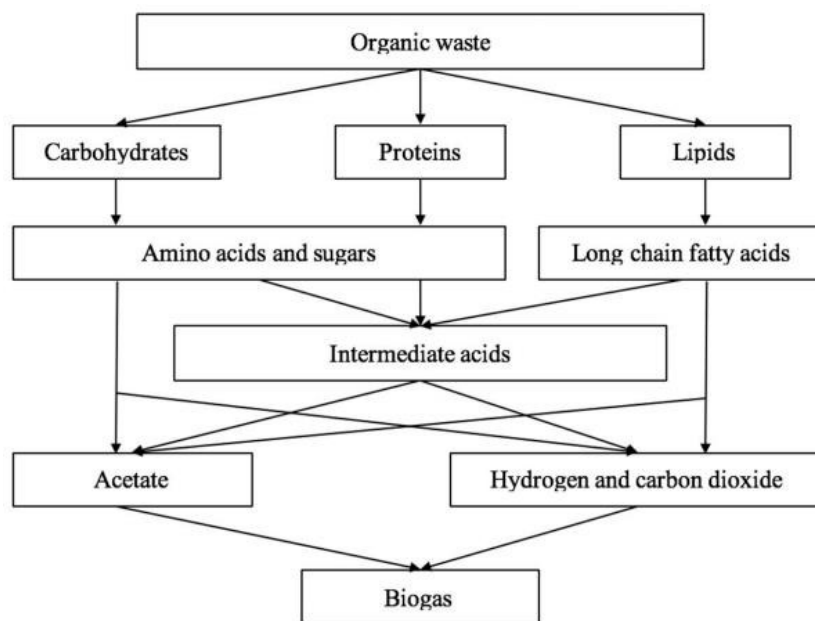 Organic waste
Carbohydrates
Proteins
Lipids
Amino acids and sugars
Long chain fatty acids
Intermediate acids
Acetate
Hydrogen and carbon dioxide
Biogas